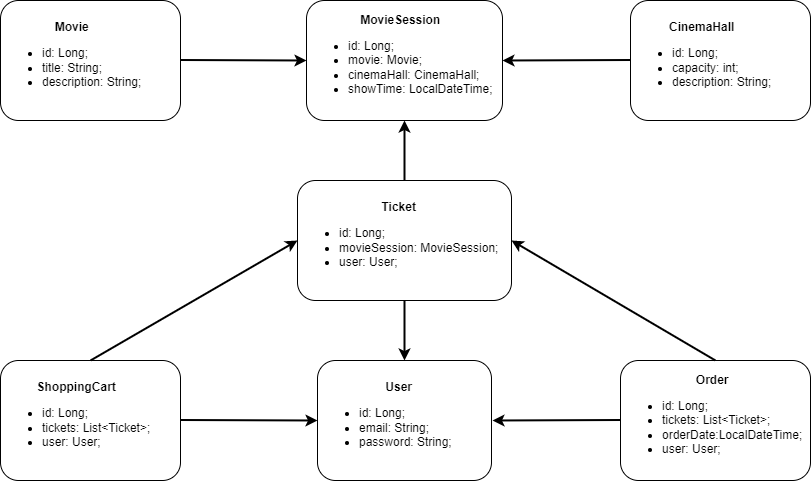 Movie
id: Long;
title: String;
description: String;
MovieSession
id: Long;
movie: Movie;
cinemaHall: CinemaHall;
showTime: LocalDateTime;
CinemaHall
id: Long;
capacity: int;
description: String;
Ticket
id: Long;
movieSession: MovieSession;
user: User;
ShoppingCart
id: Long;
tickets: List<Ticket>;
user: User;
User
id: Long;
email: String;
password: String;
Order
id: Long;
tickets: List<Ticket>;
orderDate:LocalDateTime;
user: User;